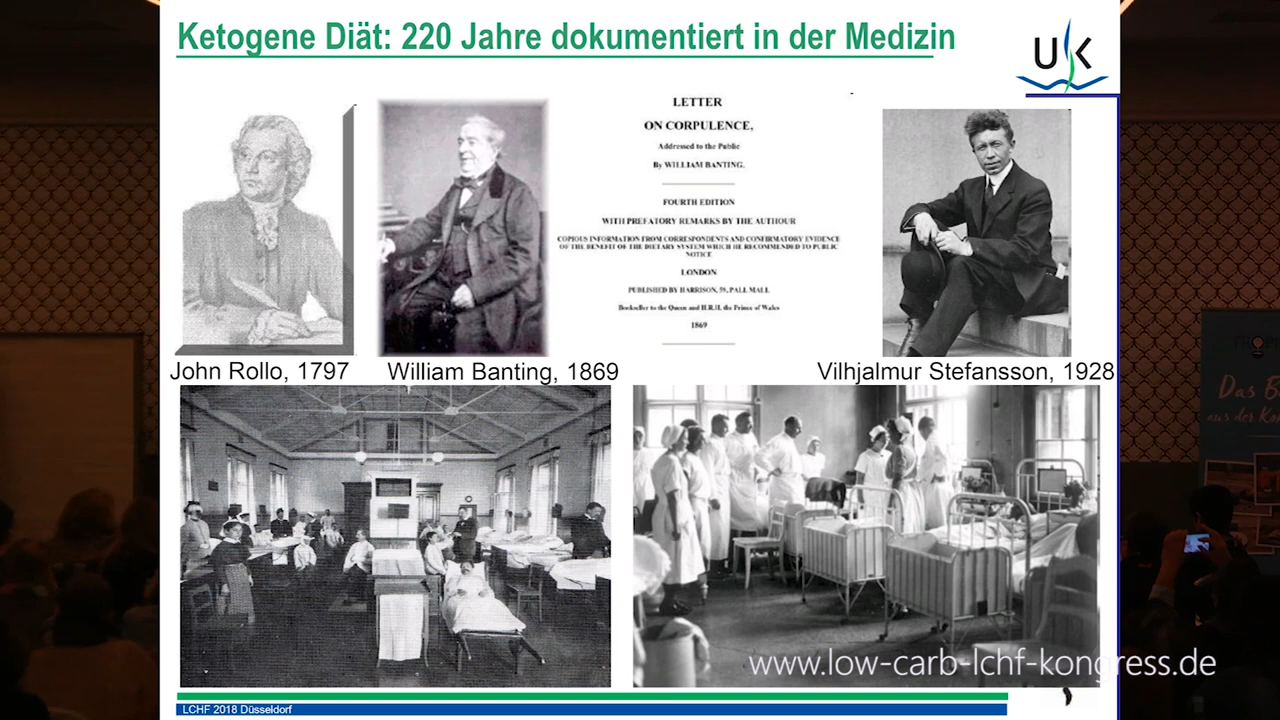 Ketogene Diät: 220 Jahre dokumentiert in der Medizin
UK
LETTER
ON CORPULENCE,
Addressed to the Public
By WILLIAM BANTING.
FOURTH EDITION
WITH PREFATORY REMARKS BY THE AUTHOUR
COPIOUS INFORMATION FROM CORRESPONDENTS AND CONFIRMATORY EVIDENCE
OF THE BENEFIT OF THE DIETARY SYSTEM WHICH HE RECOMMENDED TO PUBLIC
NOTICE
LONDON
PUBLISHED BY HARRISON, 59, PALL MALL
Bookseller to the Queen and H.R.H. the Prince of Wales
1869
John Rollo, 1797
William Banting, 1869
Vilhjalmur Stefansson, 1928
Das
aus der
www.low-carb-lchf-kongress.de
LCHF 2018 Düsseldorf